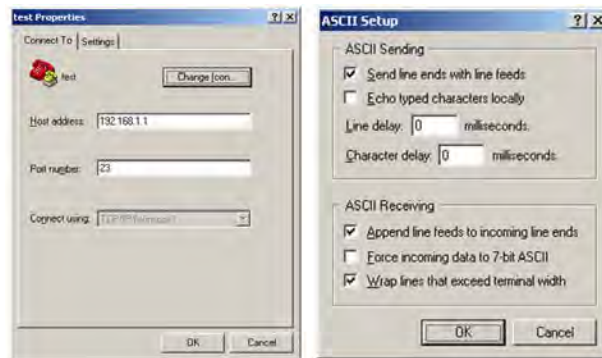 test Properties
Connect To
Settings
test
Change Icon...
Host address:
192.168.1.1
Port number:
23
Connect using:
TCP/IP (Winsock)
OK
Cancel
ASCII Setup
ASCII Sending
Send line ends with line feeds
Echo typed characters locally
Line delay: 0 milliseconds.
Character delay: 0 milliseconds.
ASCII Receiving
Append line feeds to incoming line ends
Force incoming data to 7-bit ASCII
Wrap lines that exceed terminal width
OK
Cancel